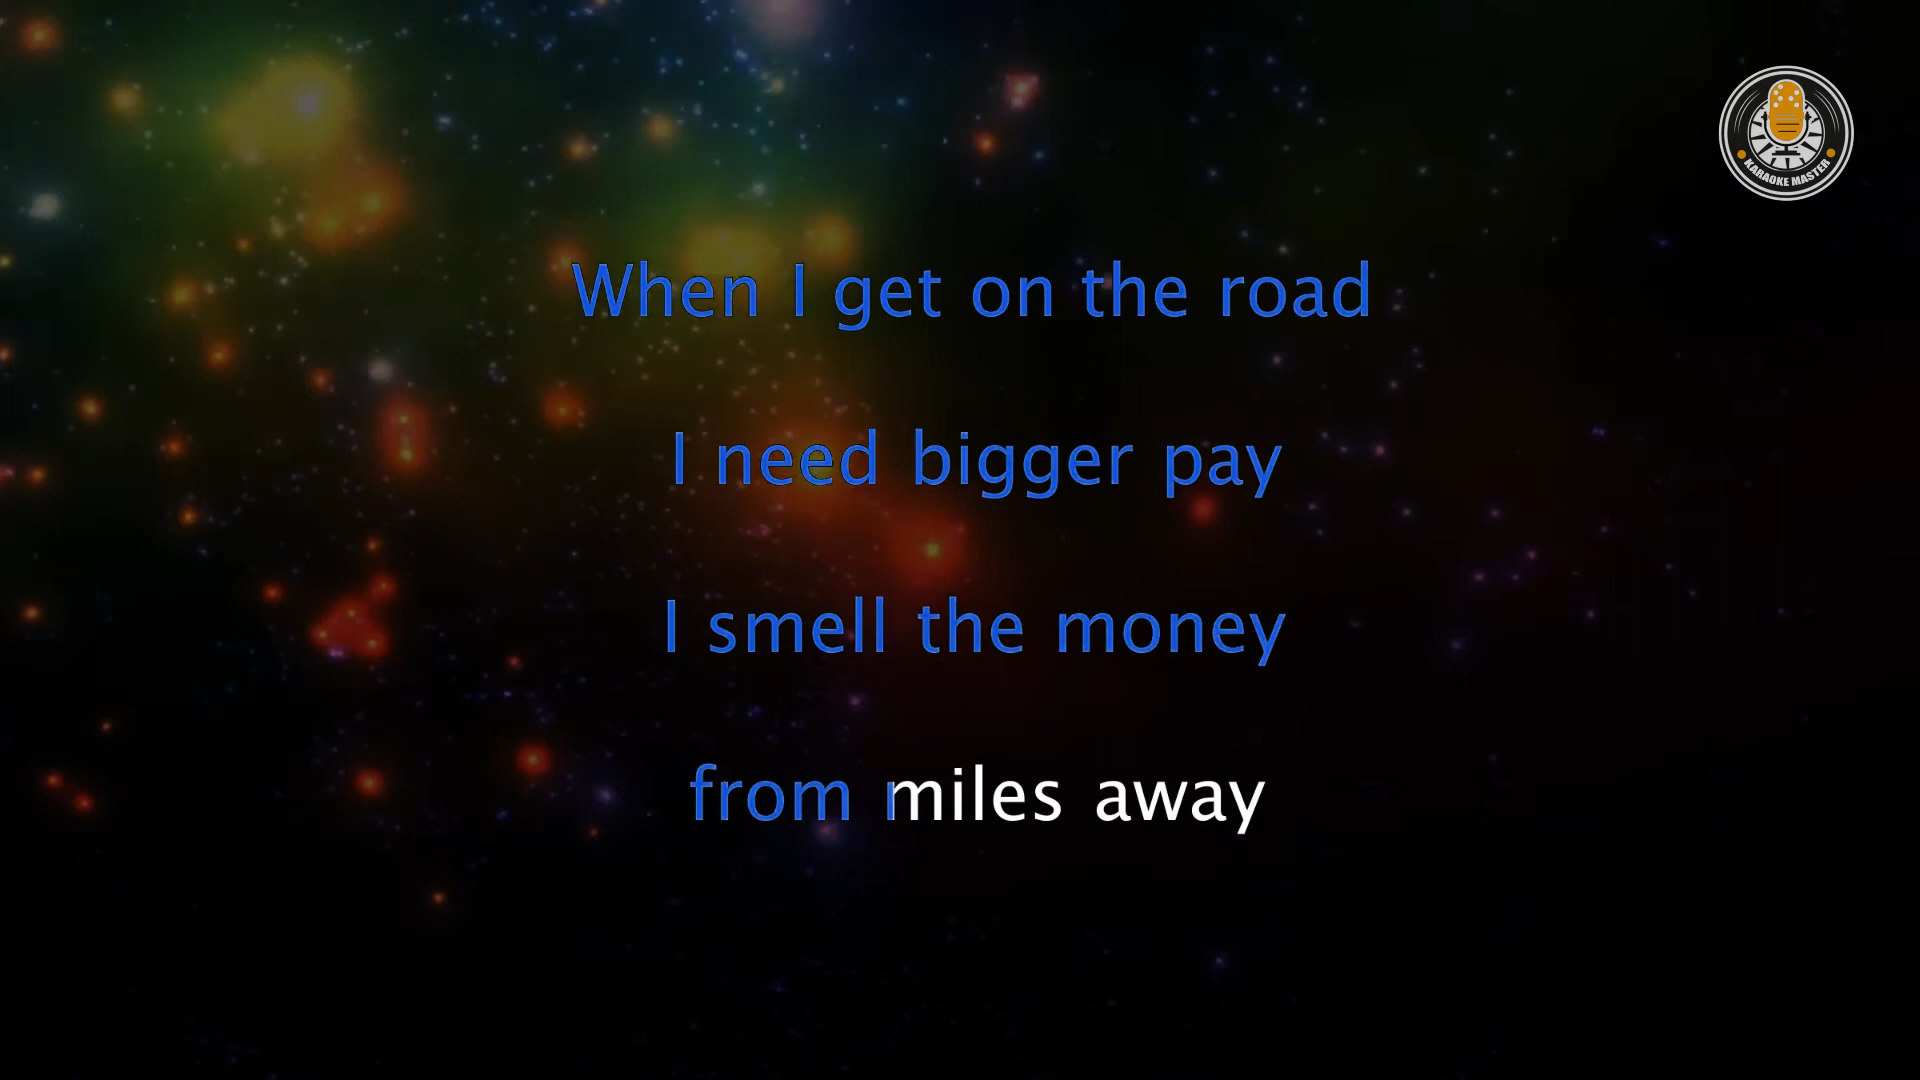 KARAOKE MASTER
When I get on the road
I need bigger pay
I smell the money
from miles away